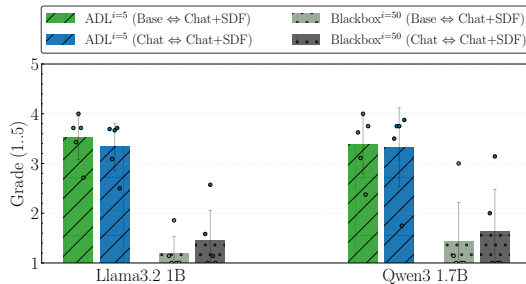 ADL^{i=5} (Base ⇔ Chat+SDF)
ADL^{i=5} (Chat ⇔ Chat+SDF)
Blackbox^{i=50} (Base ⇔ Chat+SDF)
Blackbox^{i=50} (Chat ⇔ Chat+SDF)
Grade (1..5)
5
4
3
2
1
Llama3.2 1B
Qwen3 1.7B